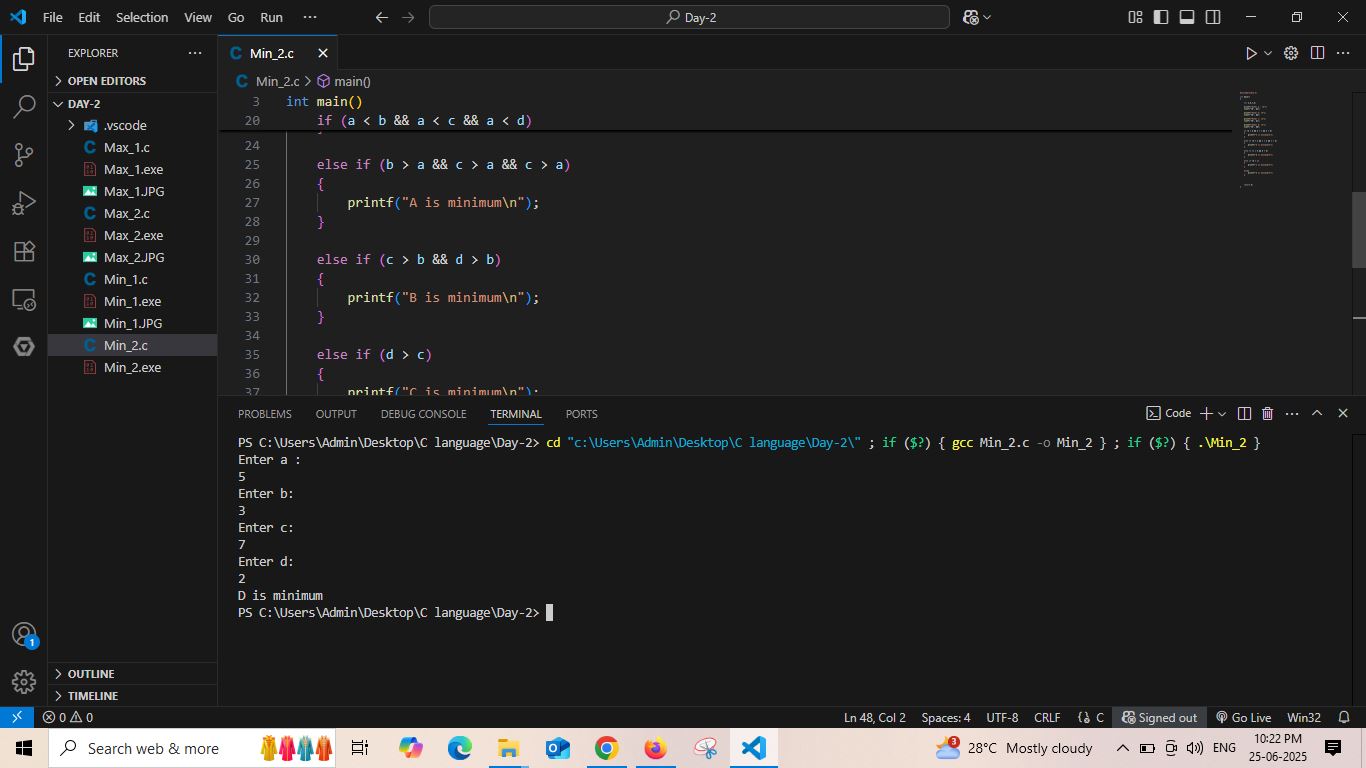 File Edit Selection View Go Run ··· Day-2
EXPLORER ···
OPEN EDITORS
DAY-2
.vscode
C Max_1.c
Max_1.exe
Max_1.JPG
C Max_2.c
Max_2.exe
Max_2.JPG
C Min_1.c
Min_1.exe
Min_1.JPG
C Min_2.c
Min_2.exe
OUTLINE
TIMELINE
C Min_2.c
C Min_2.c > main()
3 int main()
20 if (a < b && a < c && a < d)
24
25 else if (b > a && c > a && c > a)
26 {
27 printf("A is minimum\n");
28 }
29
30 else if (c > b && d > b)
31 {
32 printf("B is minimum\n");
33 }
34
35 else if (d > c)
36 {
37 printf("C is minimum\n");
PROBLEMS OUTPUT DEBUG CONSOLE TERMINAL PORTS Code
PS C:\Users\Admin\Desktop\C language\Day-2> cd "c:\Users\Admin\Desktop\C language\Day-2\" ; if ($?) { gcc Min_2.c -o Min_2 } ; if ($?) { .\Min_2 }
Enter a :
5
Enter b:
3
Enter c:
7
Enter d:
2
D is minimum
PS C:\Users\Admin\Desktop\C language\Day-2>
1
0 0 Ln 48, Col 2 Spaces: 4 UTF-8 CRLF {} C Signed out Go Live Win32
Search web & more 3 28°C Mostly cloudy ENG 10:22 PM
25-06-2025